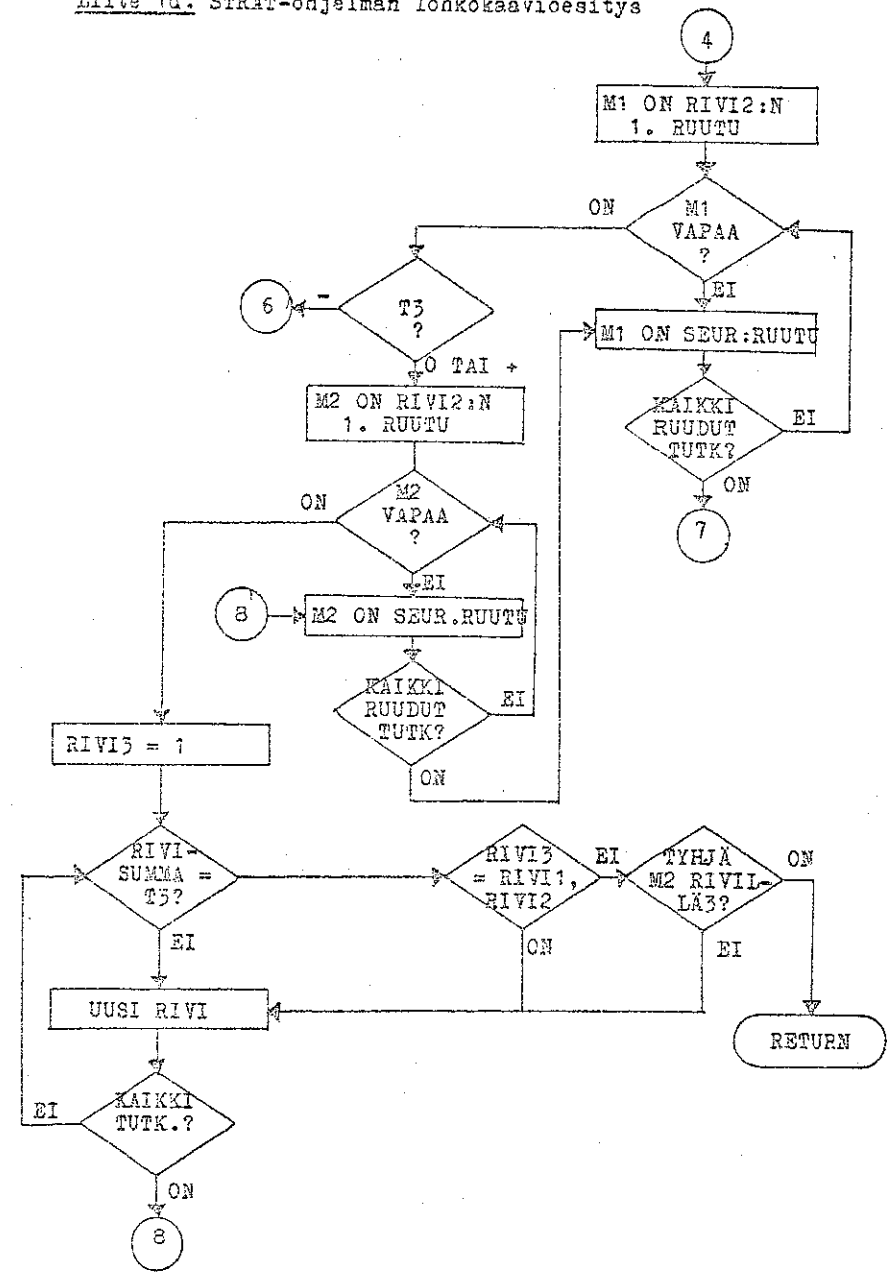 Liite 7d. STRAT-ohjelman lohkokaavioesitys
4
M1 ON RIVI2:N
1. RUUTU
ON
M1
VAPAA
?
EI
6
-
T3
?
0 TAI +
M1 ON SEUR:RUUTU
M2 ON RIVI2:N
1. RUUTU
KAIKKI
RUUDUT
TUTK?
EI
ON
7
ON
M2
VAPAA
?
EI
8
M2 ON SEUR.RUUTU
KAIKKI
RUUDUT
TUTK?
EI
ON
RIVI3 = 1
RIVI-
SUMMA =
T3?
EI
RIVI3
= RIVI1,
RIVI2
EI
ON
TYHJÄ
M2 RIVIL-
LÄ3?
ON
EI
UUSI RIVI
RETURN
KAIKKI
TUTK.?
EI
ON
8